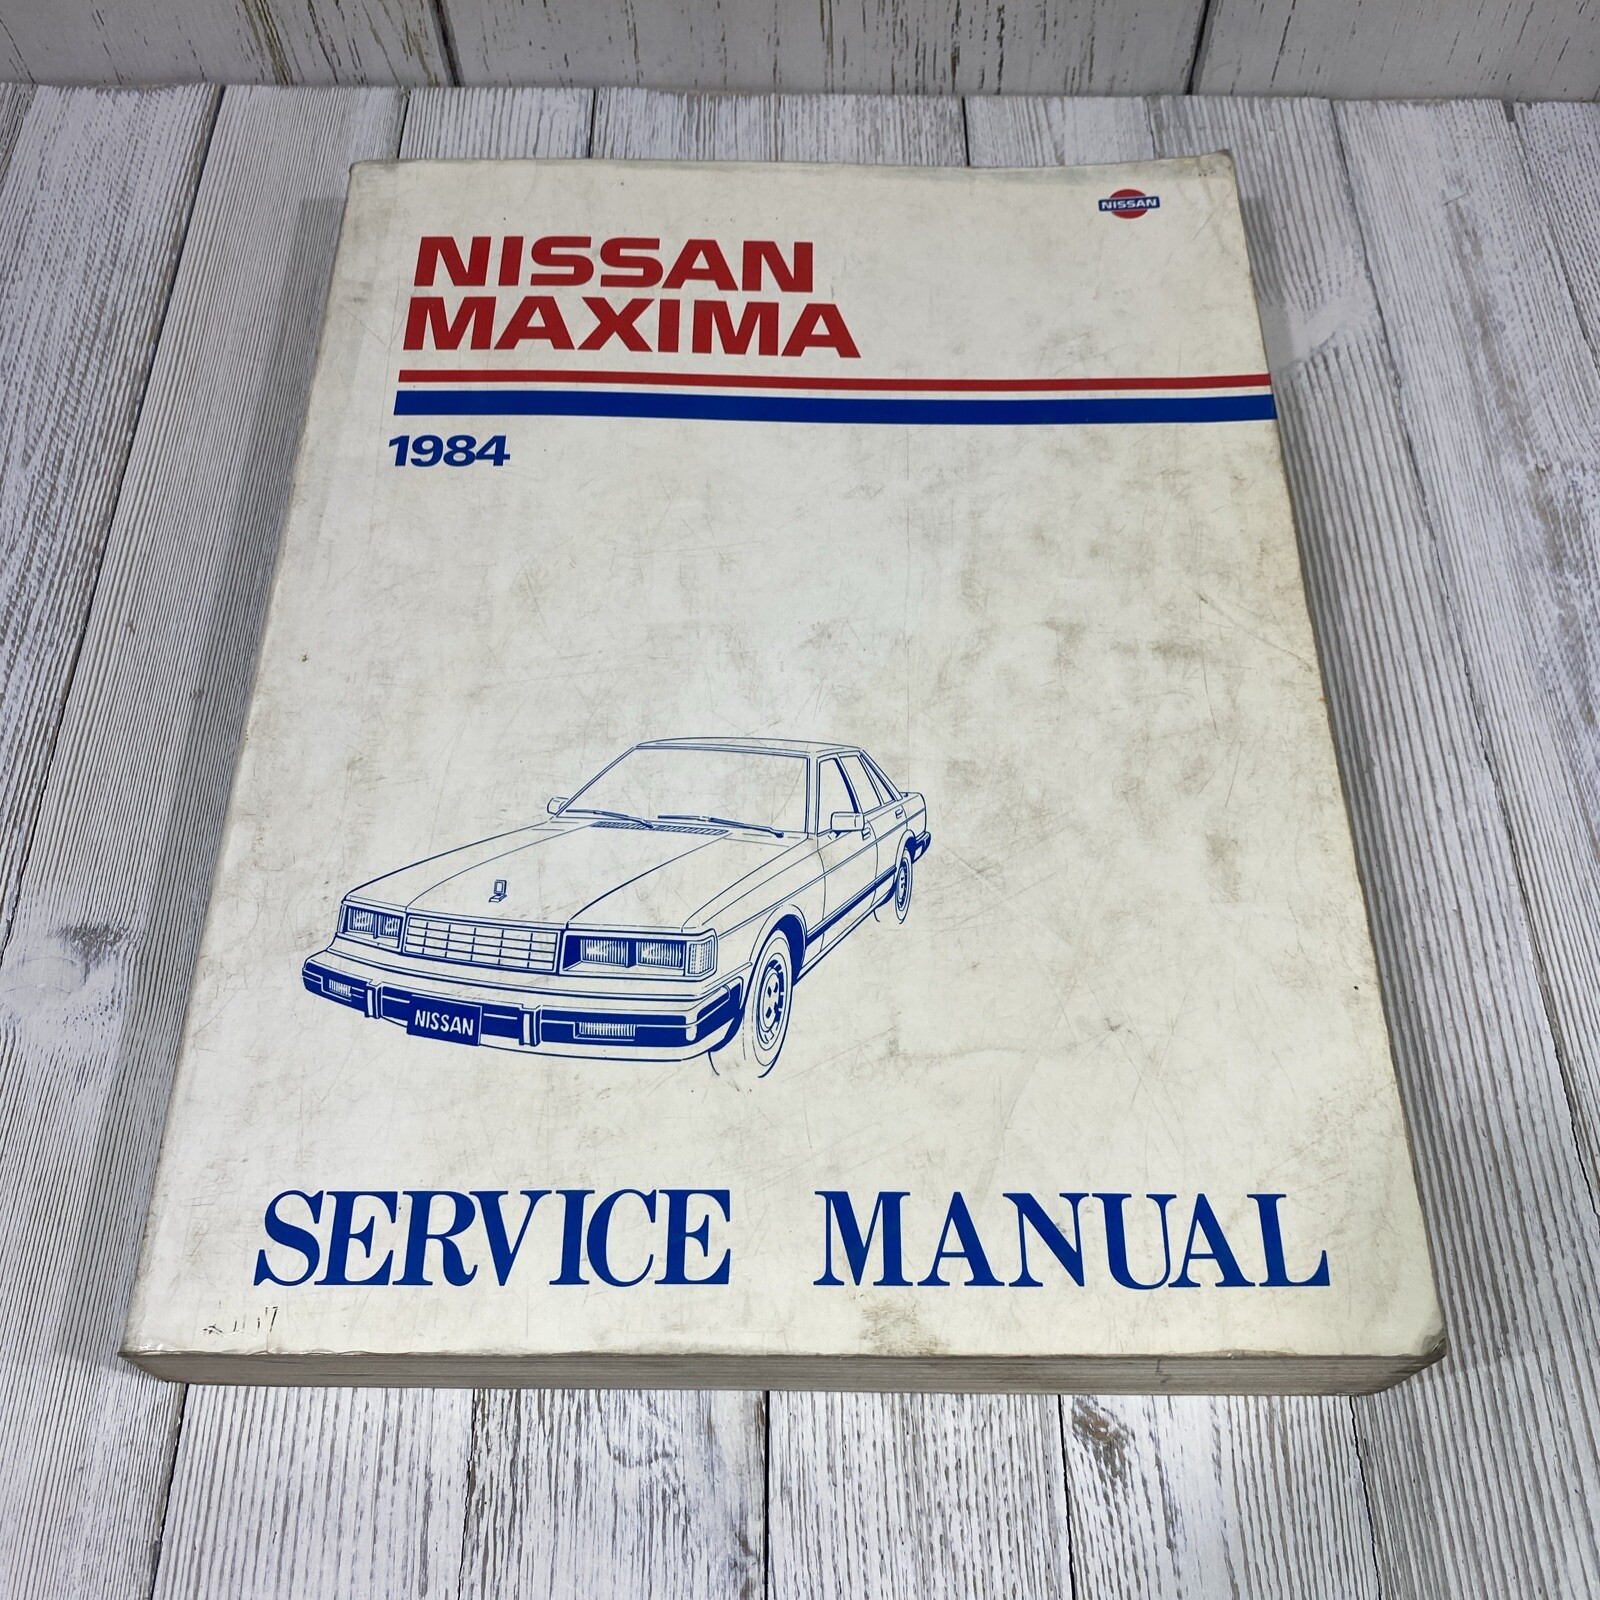 NISSAN
NISSAN
MAXIMA
1984
NISSAN
SERVICE MANUAL